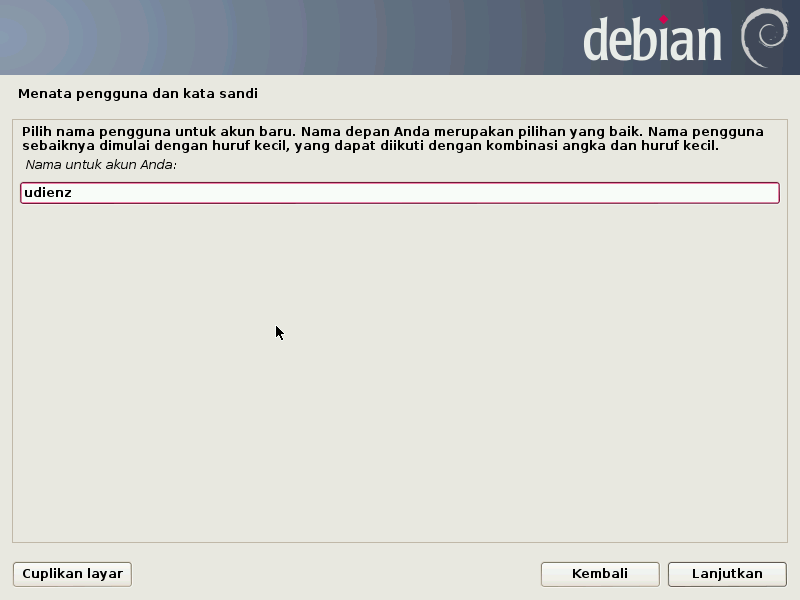 debian
Menata pengguna dan kata sandi
Pilih nama pengguna untuk akun baru. Nama depan Anda merupakan pilihan yang baik. Nama pengguna
sebaiknya dimulai dengan huruf kecil, yang dapat diikuti dengan kombinasi angka dan huruf kecil.
Nama untuk akun Anda:
udienz
Cuplikan layar
Kembali
Lanjutkan